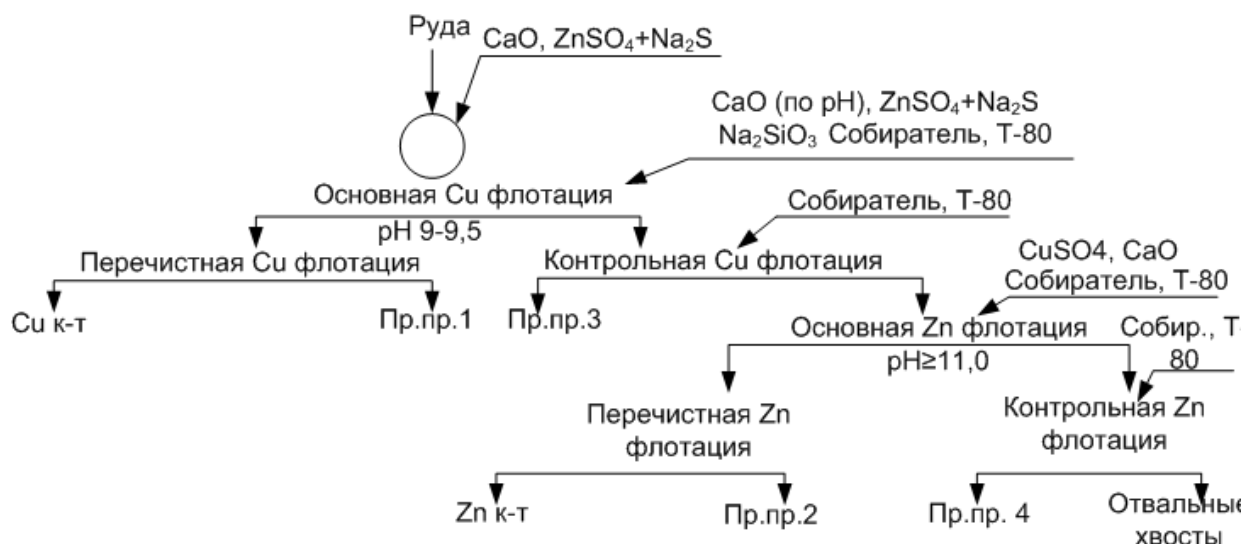 Руда
CaO, ZnSO₄+Na₂S
CaO (по pH), ZnSO₄+Na₂S
Na₂SiO₃ Собиратель, Т-80
Основная Cu флотация
pH 9-9,5
Собиратель, Т-80
Перечистная Cu флотация
Контрольная Cu флотация
CuSO4, CaO
Собиратель, Т-80
Cu к-т
Пр.пр.1
Пр.пр.3
Основная Zn флотация
pH≥11,0
Собир., Т-
80
Перечистная Zn
флотация
Контрольная Zn
флотация
Zn к-т
Пр.пр.2
Пр.пр. 4
Отвальные
хвосты